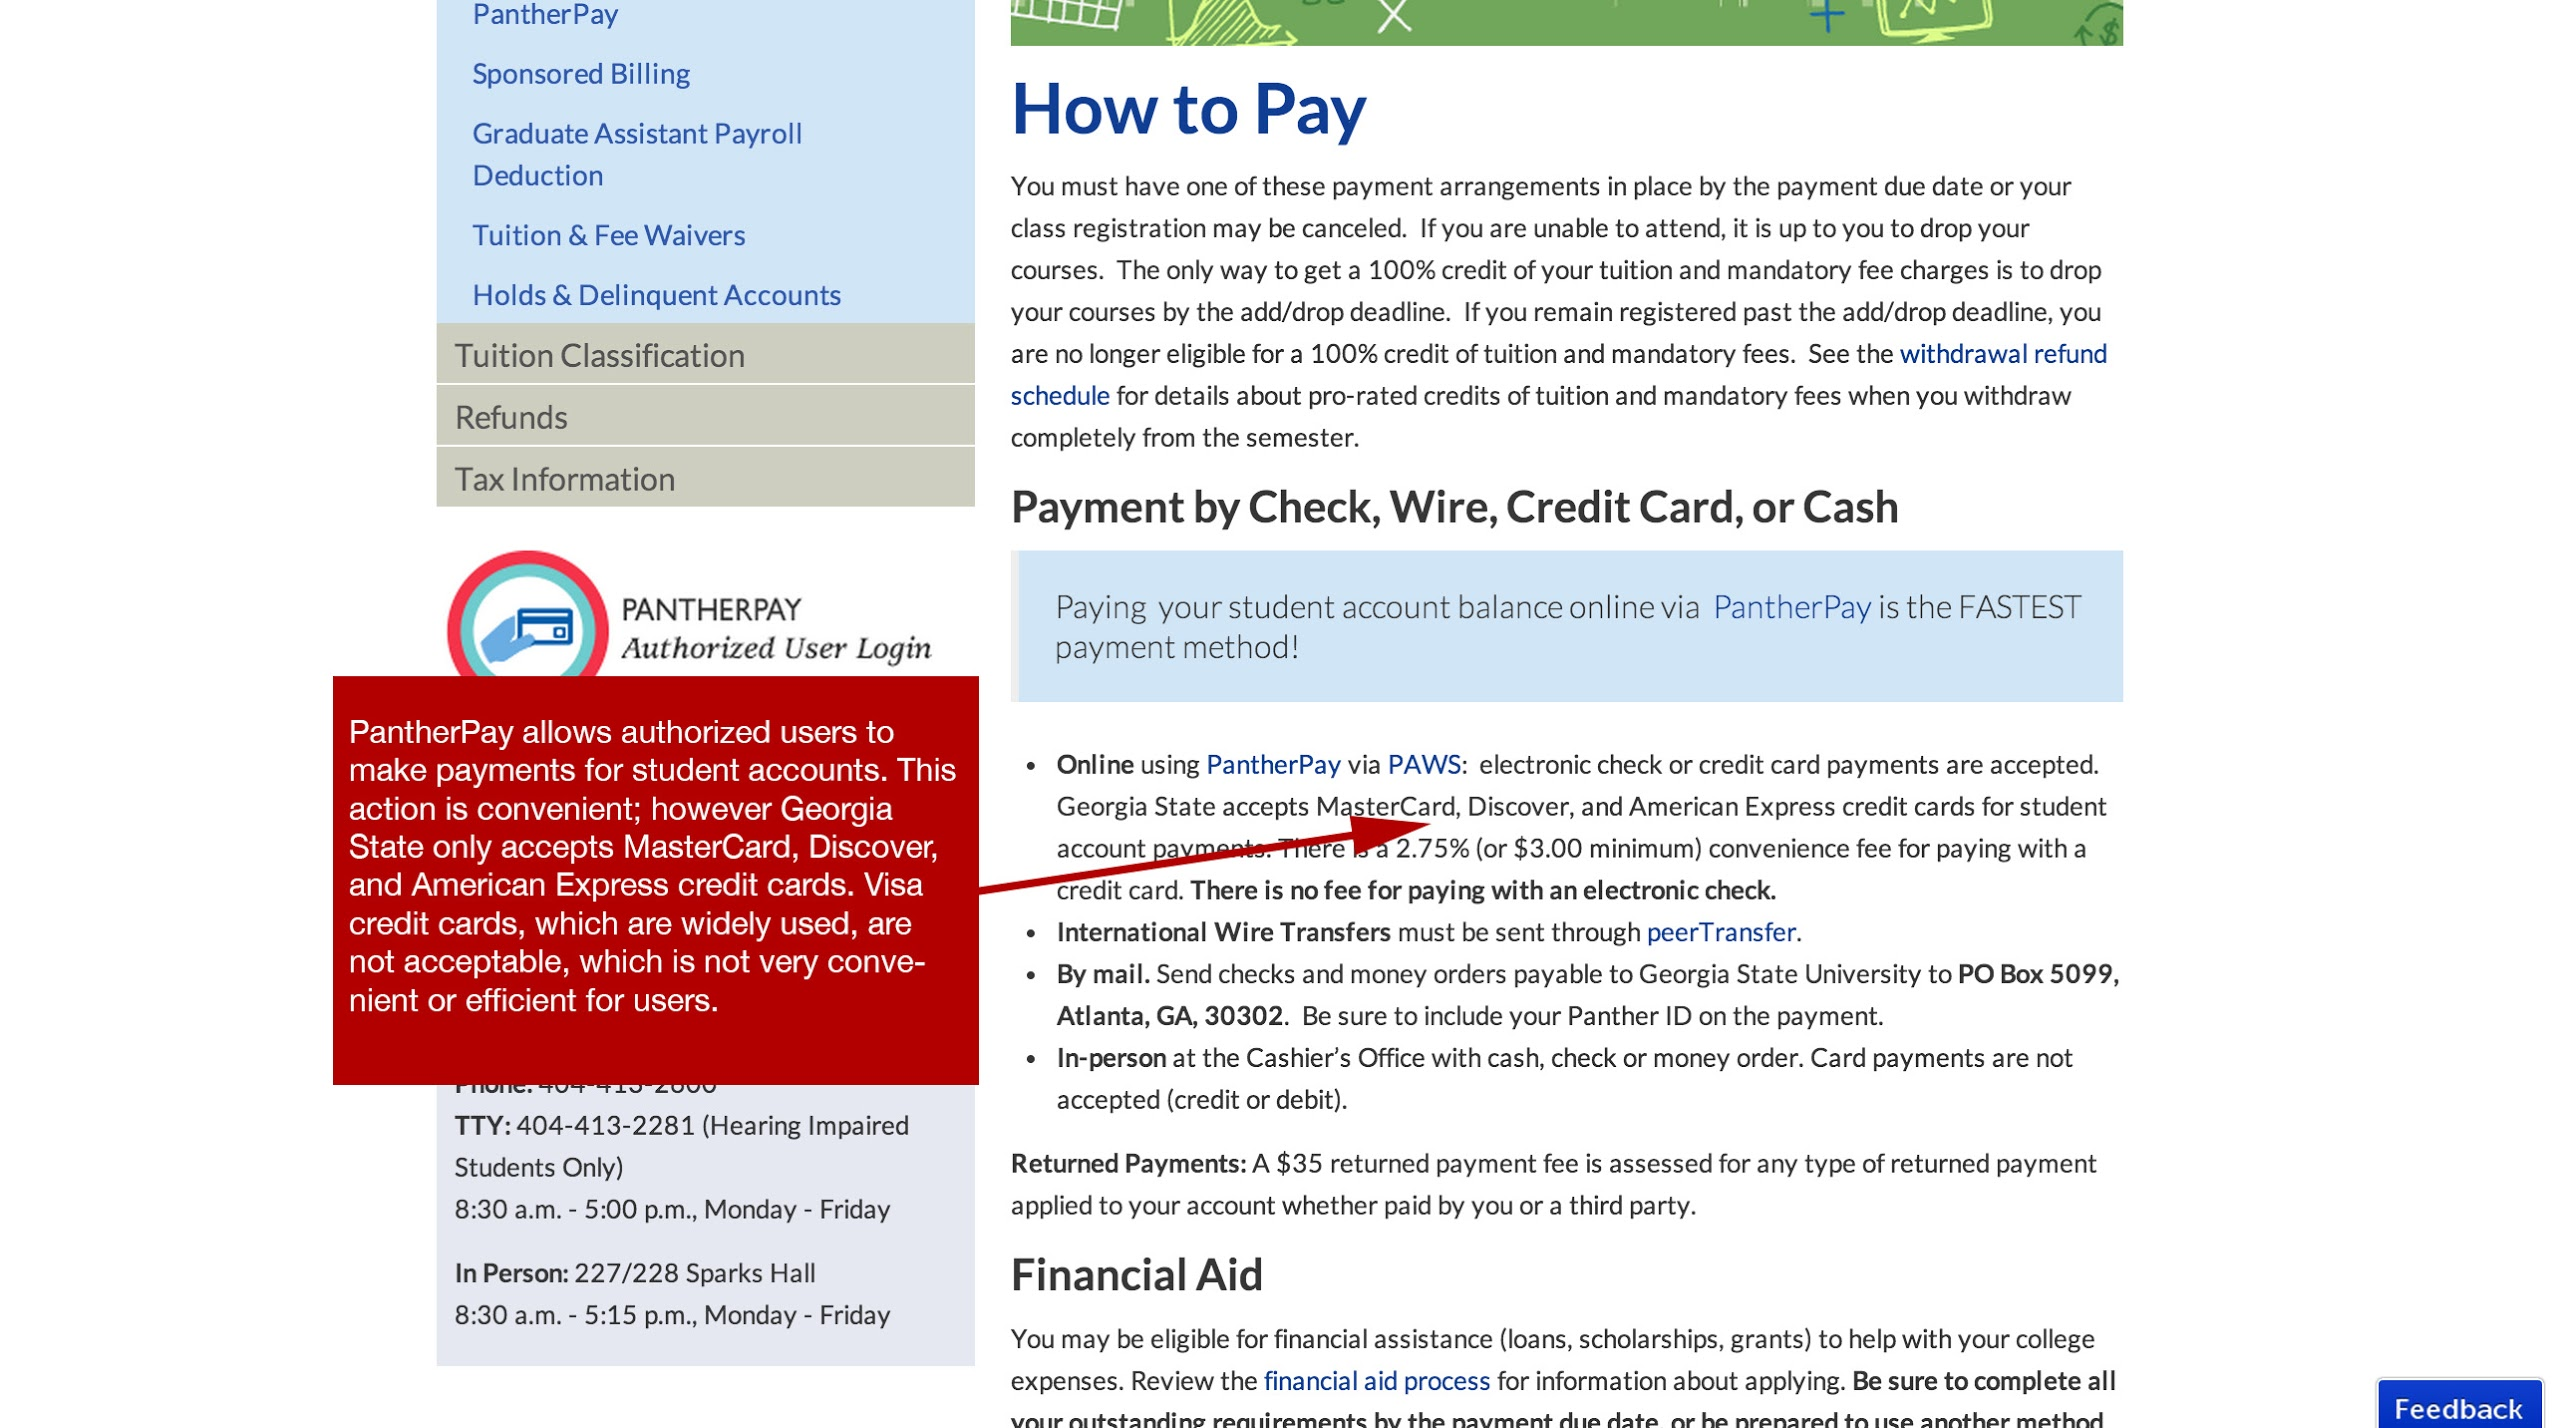 PantherPay
Sponsored Billing
Graduate Assistant Payroll
Deduction
Tuition & Fee Waivers
Holds & Delinquent Accounts
Tuition Classification
Refunds
Tax Information
PANTHERPAY
Authorized User Login
PantherPay allows authorized users to
make payments for student accounts. This
action is convenient; however Georgia
State only accepts MasterCard, Discover,
and American Express credit cards. Visa
credit cards, which are widely used, are
not acceptable, which is not very conve-
nient or efficient for users.
Phone: 404-413-2600
TTY: 404-413-2281 (Hearing Impaired
Students Only)
8:30 a.m. - 5:00 p.m., Monday - Friday
In Person: 227/228 Sparks Hall
8:30 a.m. - 5:15 p.m., Monday - Friday
How to Pay
You must have one of these payment arrangements in place by the payment due date or your
class registration may be canceled.  If you are unable to attend, it is up to you to drop your
courses.  The only way to get a 100% credit of your tuition and mandatory fee charges is to drop
your courses by the add/drop deadline.  If you remain registered past the add/drop deadline, you
are no longer eligible for a 100% credit of tuition and mandatory fees.  See the withdrawal refund
schedule for details about pro-rated credits of tuition and mandatory fees when you withdraw
completely from the semester.
Payment by Check, Wire, Credit Card, or Cash
Paying  your student account balance online via  PantherPay is the FASTEST
payment method!
• Online using PantherPay via PAWS:  electronic check or credit card payments are accepted.
Georgia State accepts MasterCard, Discover, and American Express credit cards for student
account payments. There is a 2.75% (or $3.00 minimum) convenience fee for paying with a
credit card. There is no fee for paying with an electronic check.
• International Wire Transfers must be sent through peerTransfer.
• By mail. Send checks and money orders payable to Georgia State University to PO Box 5099,
Atlanta, GA, 30302.  Be sure to include your Panther ID on the payment.
• In-person at the Cashier's Office with cash, check or money order. Card payments are not
accepted (credit or debit).
Returned Payments: A $35 returned payment fee is assessed for any type of returned payment
applied to your account whether paid by you or a third party.
Financial Aid
You may be eligible for financial assistance (loans, scholarships, grants) to help with your college
expenses. Review the financial aid process for information about applying. Be sure to complete all
your outstanding requirements by the payment due date, or be prepared to use another method
Feedback